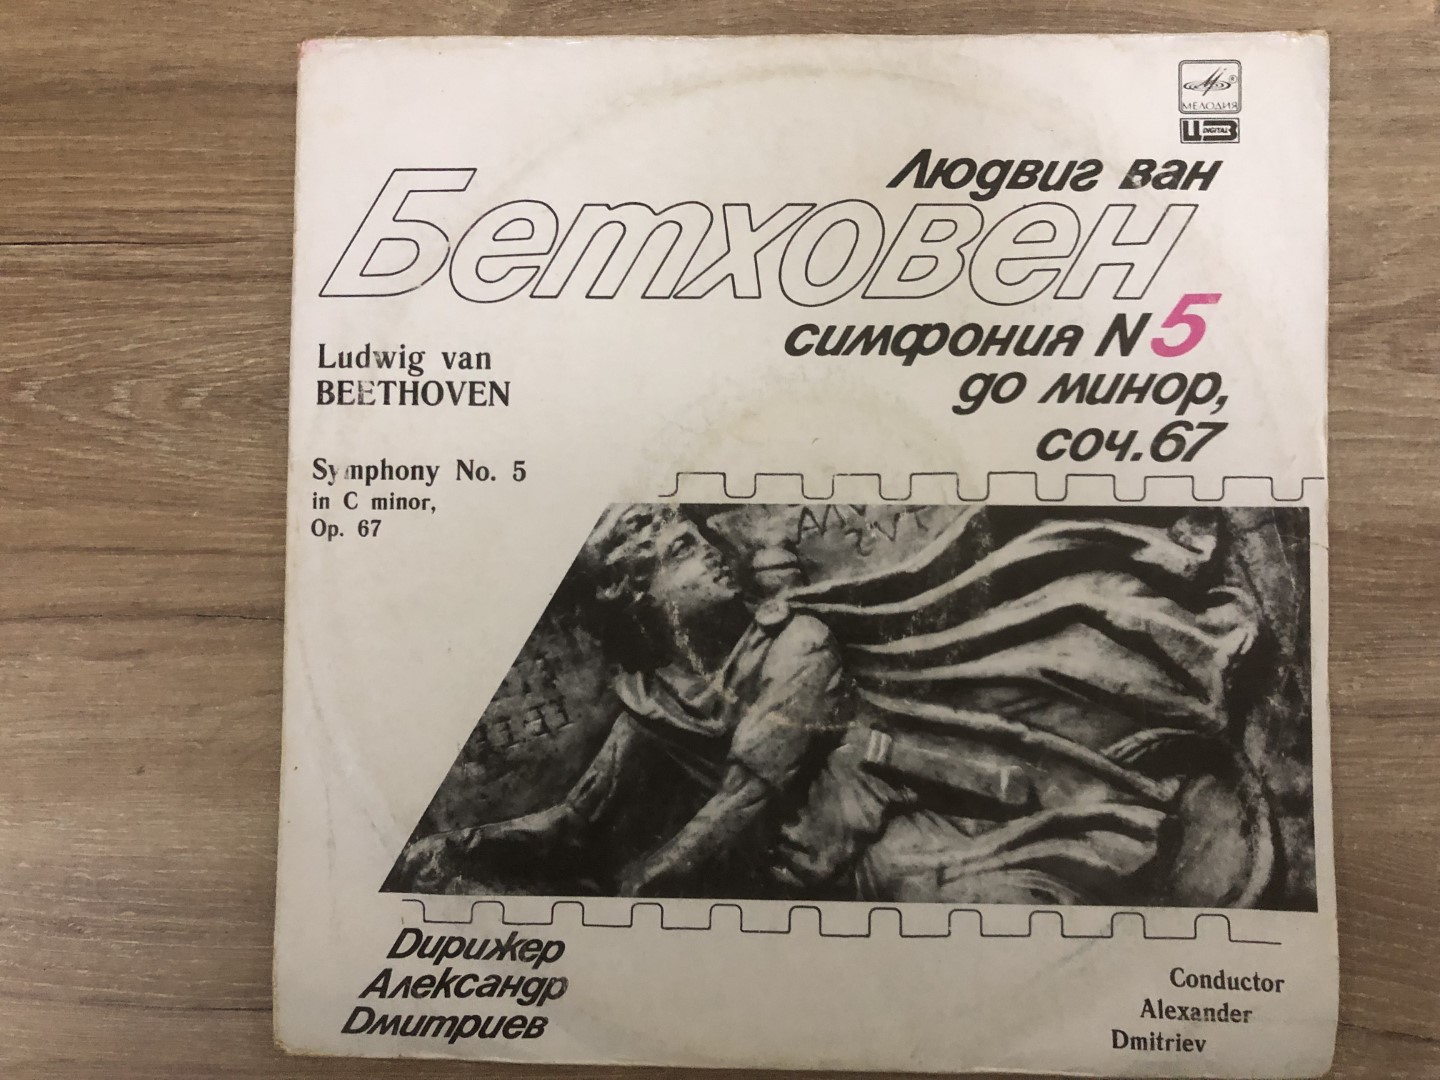 МЕЛОДИЯ
ЦЗ DIGITAL
Людвиг ван
Бетховен
симфония N5
до минор,
соч.67
Ludwig van
BEETHOVEN
Symphony No. 5
in C minor,
Op. 67
Дирижер
Александр
Дмитриев
Conductor
Alexander
Dmitriev